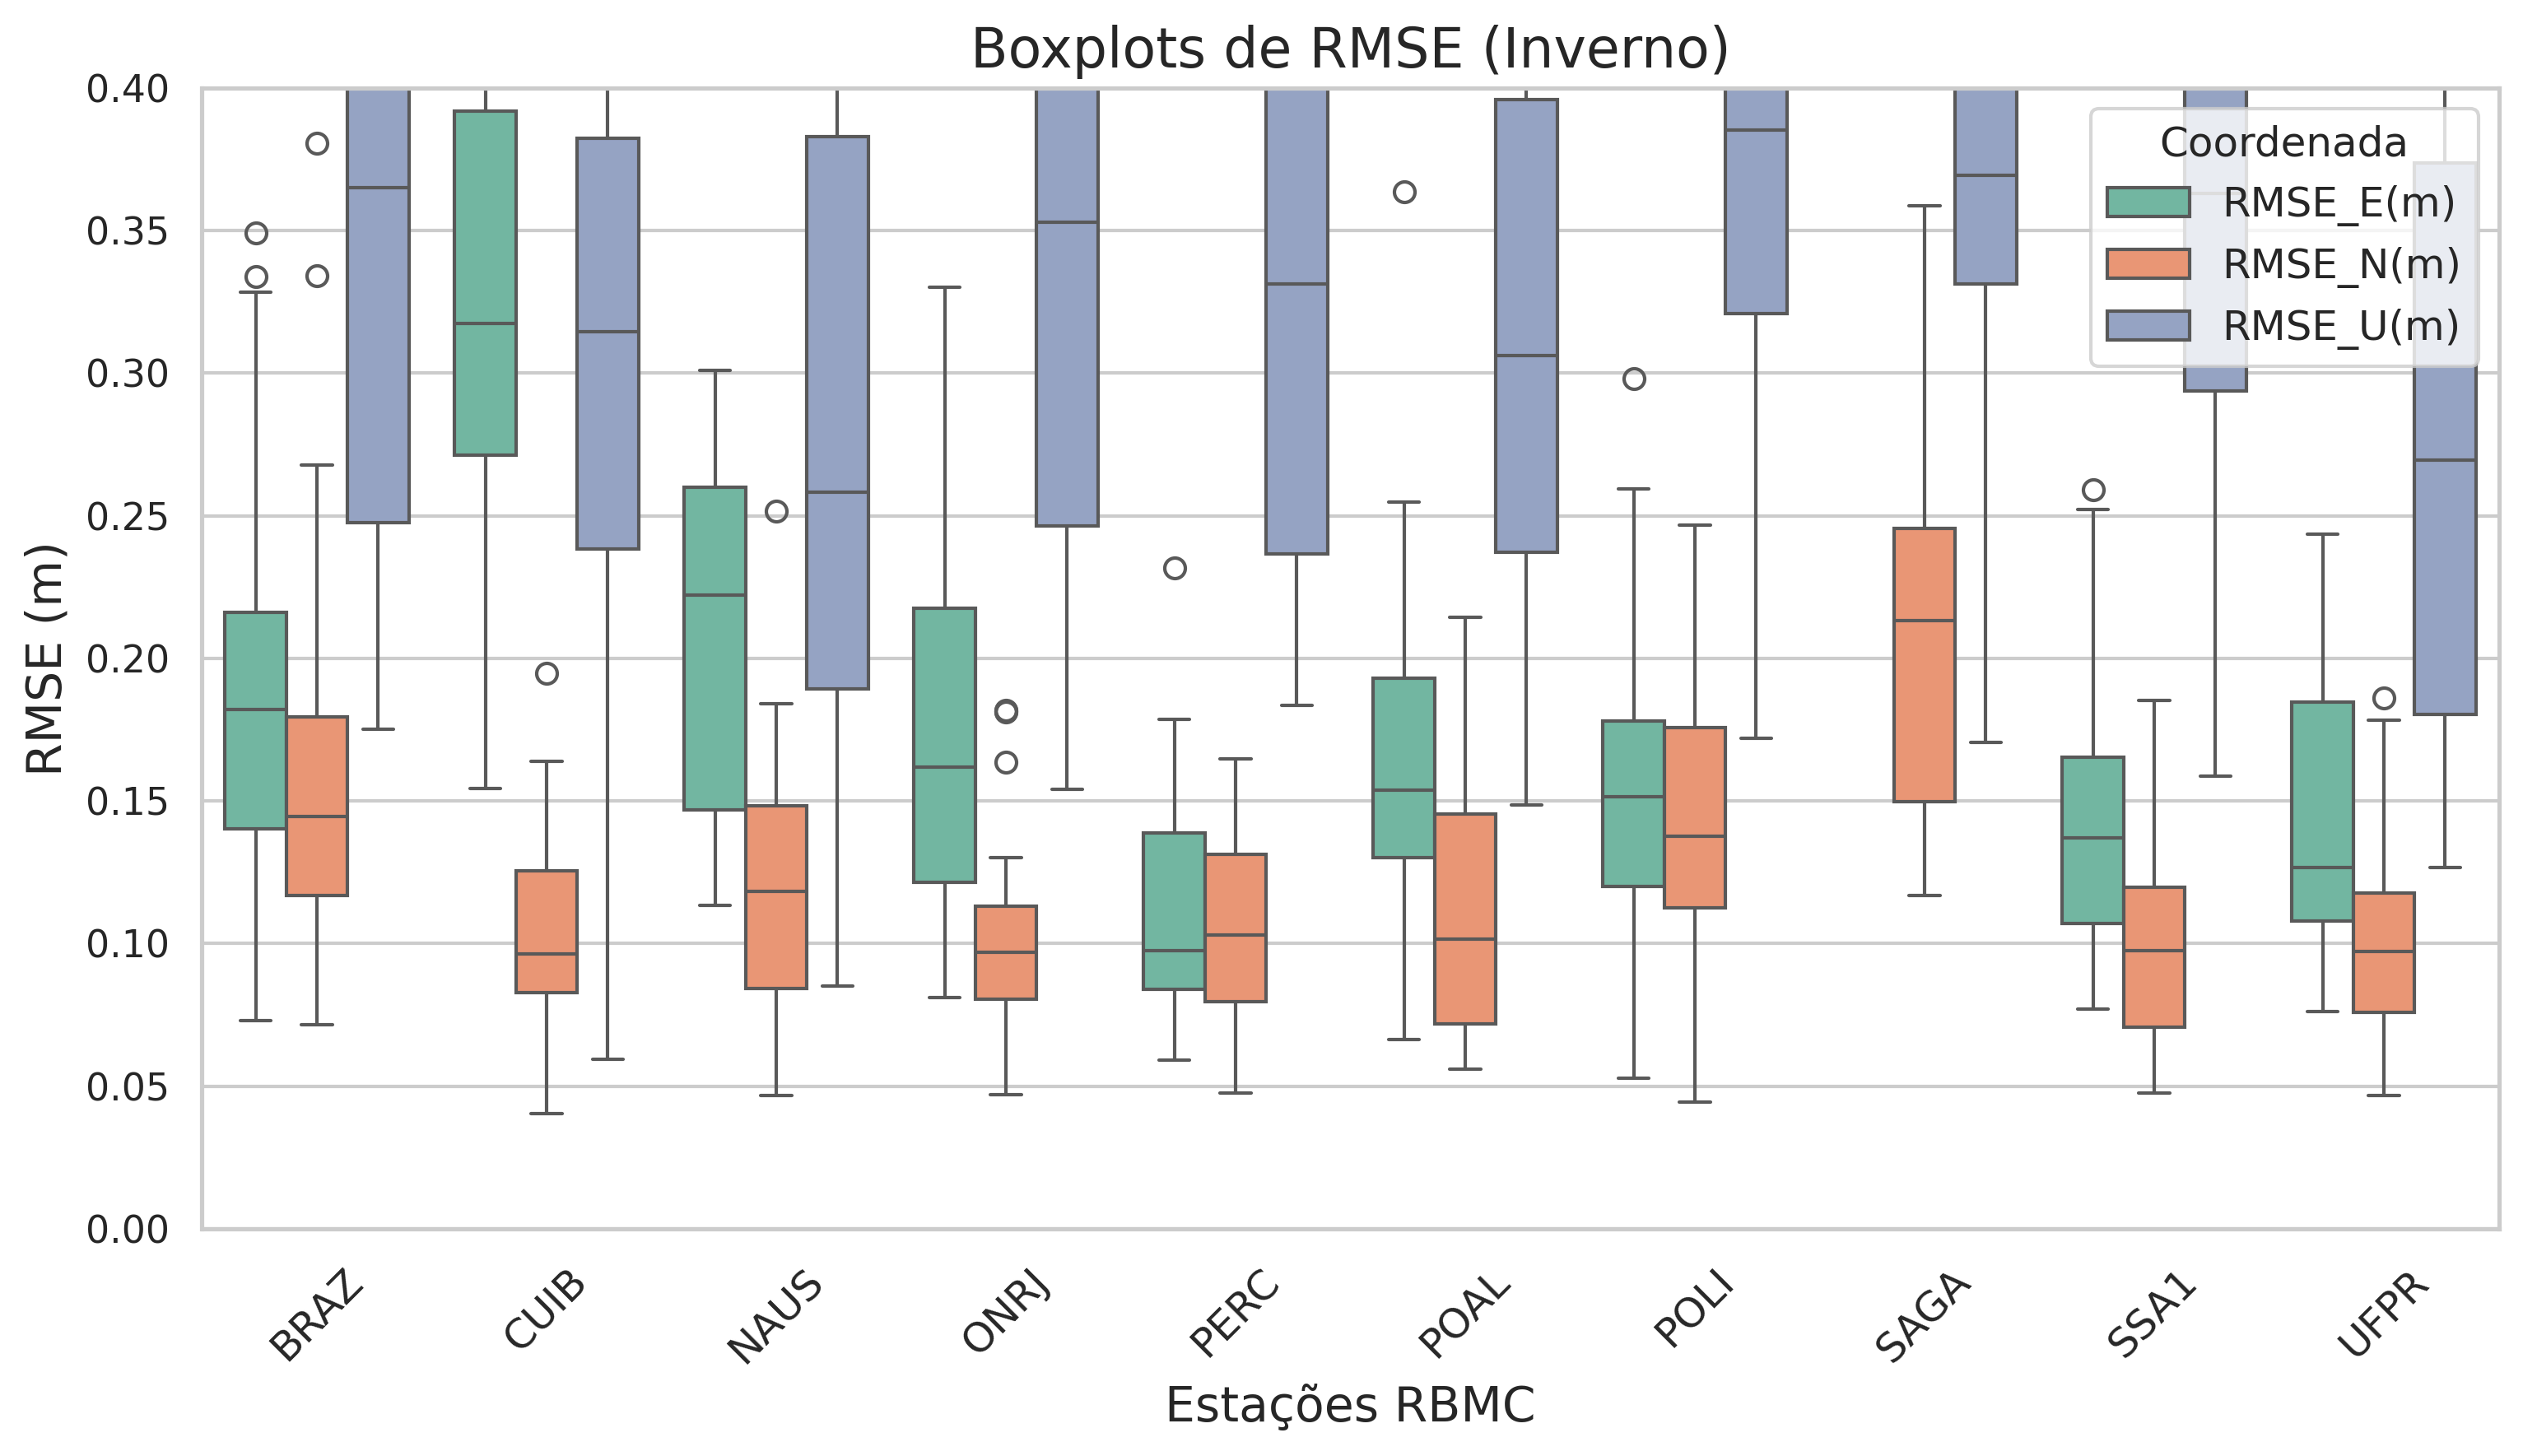 Boxplots de RMSE (Inverno)
0.40
0.35
0.30
0.25
0.20
0.15
0.10
0.05
0.00
RMSE (m)
Coordenada
RMSE_E(m)
RMSE_N(m)
RMSE_U(m)
BRAZ
CUIB
NAUS
ONRJ
PERC
POAL
POLI
SAGA
SSA1
UFPR
Estações RBMC